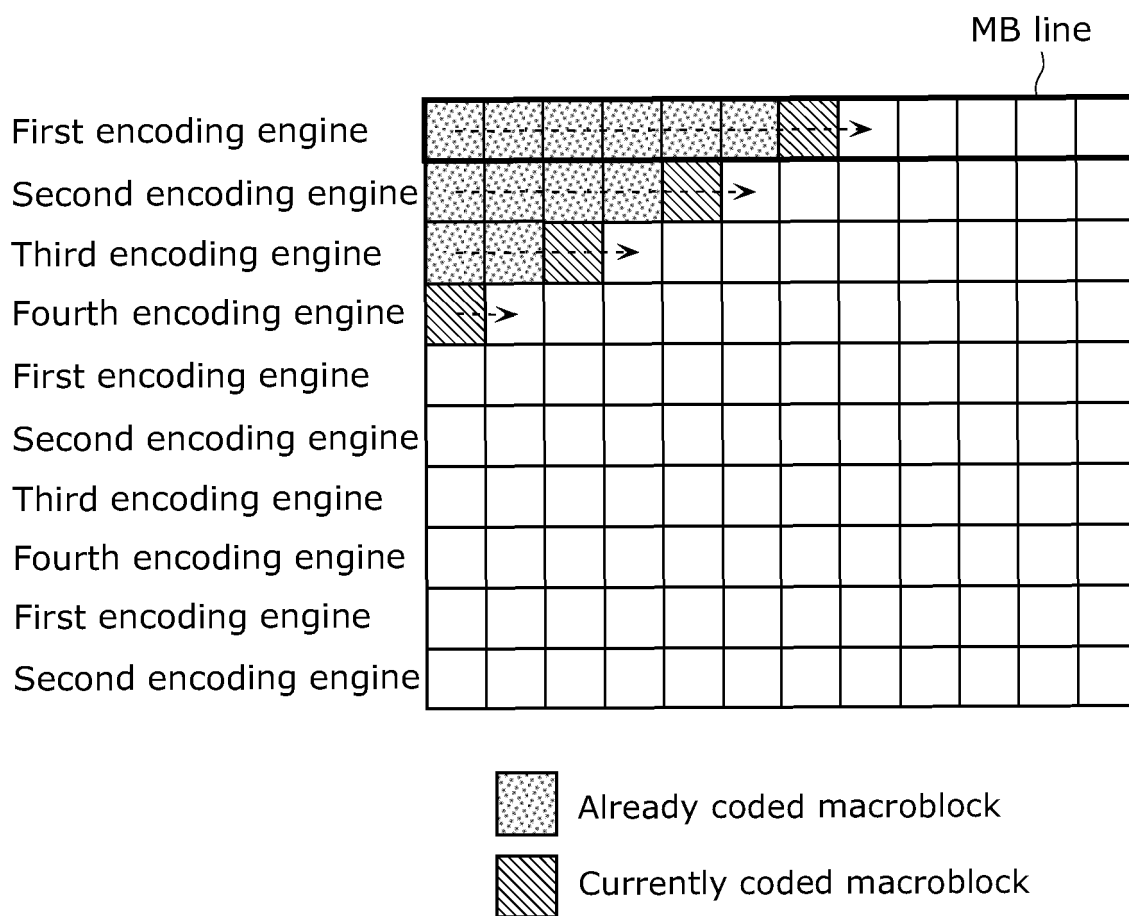 MB line
First encoding engine
Second encoding engine
Third encoding engine
Fourth encoding engine
First encoding engine
Second encoding engine
Third encoding engine
Fourth encoding engine
First encoding engine
Second encoding engine
Already coded macroblock
Currently coded macroblock